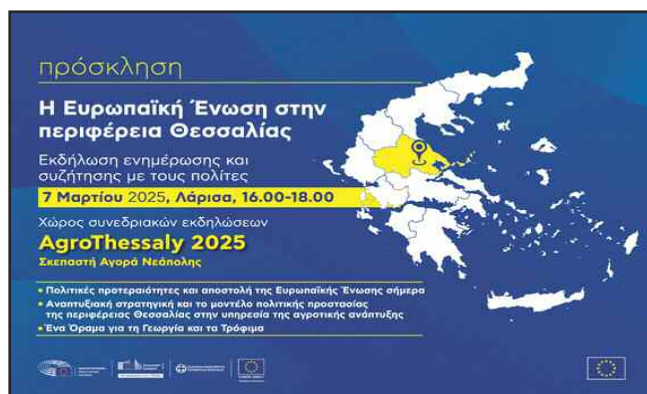 πρόσκληση
Η Ευρωπαϊκή Ένωση στην
περιφέρεια Θεσσαλίας
Εκδήλωση ενημέρωσης και
συζήτησης με τους πολίτες
7 Μαρτίου 2025, Λάρισα, 16.00-18.00
Χώρος συνεδριακών εκδηλώσεων
AgroThessaly 2025
Σκεπαστή Αγορά Νεάπολης
• Πολιτικές προτεραιότητες και αποστολή της Ευρωπαϊκής Ένωσης σήμερα
• Αναπτυξιακή στρατηγική και το μοντέλο πολιτικής προστασίας
της περιφέρειας Θεσσαλίας στην υπηρεσία της αγροτικής ανάπτυξης
• Ένα Όραμα για τη Γεωργία και τα Τρόφιμα